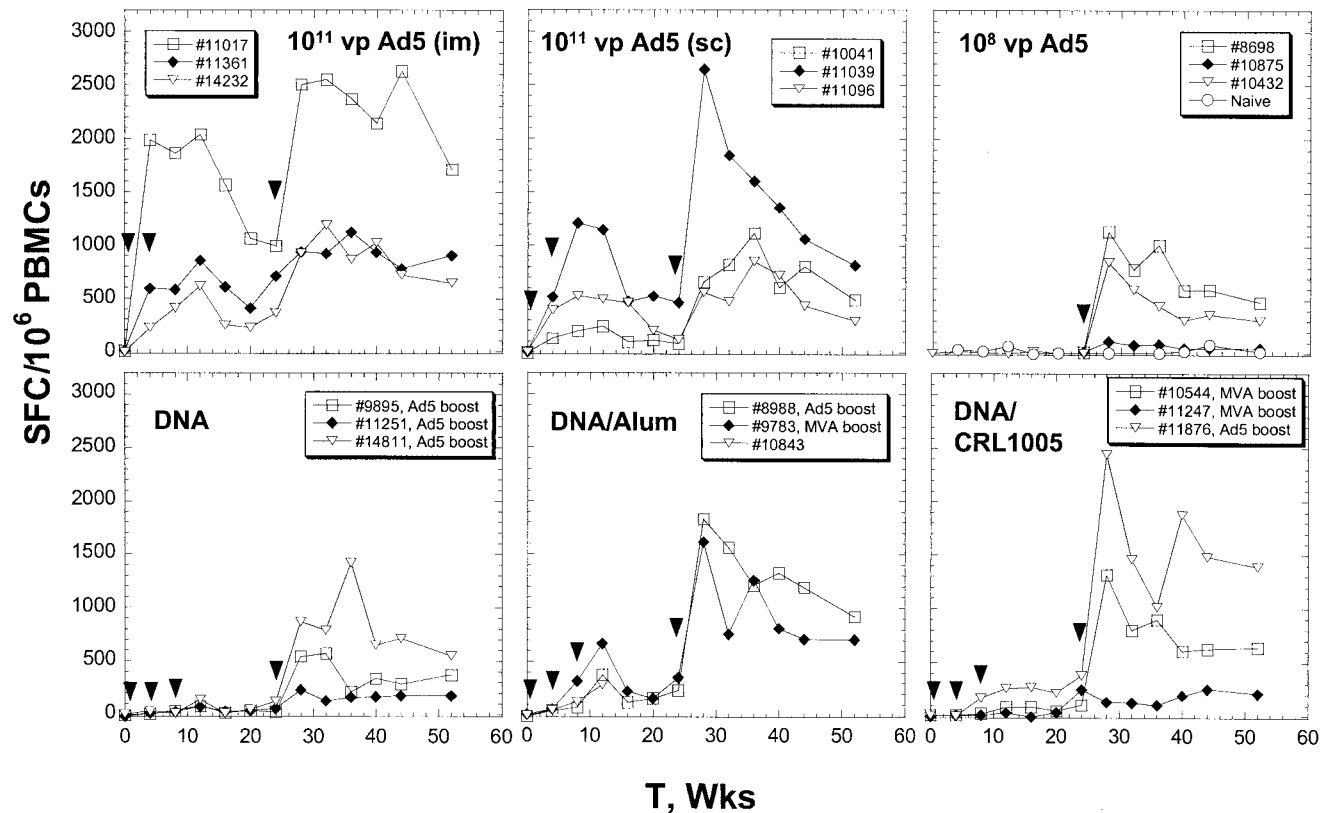 SFC/10⁶ PBMCs
3000
2500
2000
1500
1000
500
0
10¹¹ vp Ad5 (im)
#11017
#11361
#14232
10¹¹ vp Ad5 (sc)
#10041
#11039
#11096
10⁸ vp Ad5
#8698
#10875
#10432
Naive
3000
2500
2000
1500
1000
500
0
DNA
#9895, Ad5 boost
#11251, Ad5 boost
#14811, Ad5 boost
DNA/Alum
#8988, Ad5 boost
#9783, MVA boost
#10843
DNA/
CRL1005
#10544, MVA boost
#11247, MVA boost
#11876, Ad5 boost
0 10 20 30 40 50 60
0 10 20 30 40 50 60
0 10 20 30 40 50 60
T, Wks